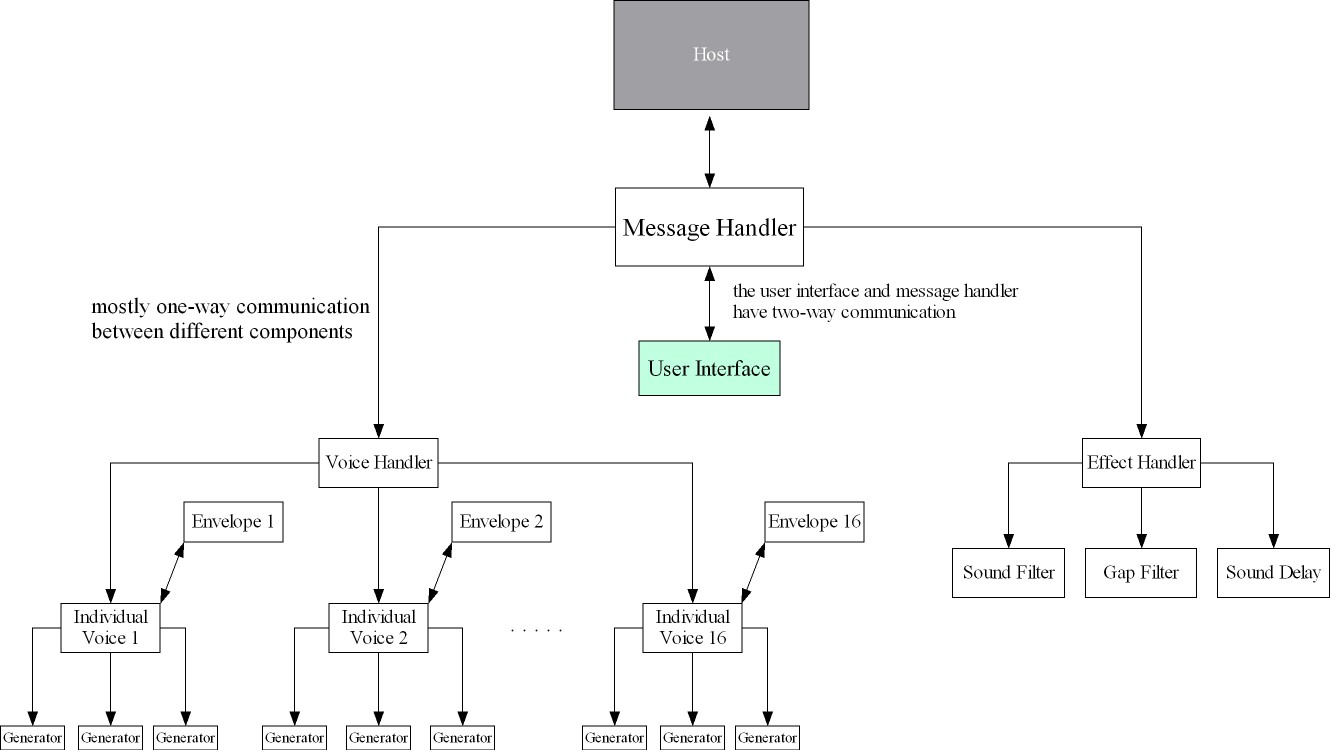 Host
Message Handler
mostly one-way communication
between different components
the user interface and message handler
have two-way communication
User Interface
Voice Handler
Effect Handler
Envelope 1
Envelope 2
Envelope 16
Sound Filter
Gap Filter
Sound Delay
Individual
Voice 1
Individual
Voice 2
. . . . .
Individual
Voice 16
Generator
Generator
Generator
Generator
Generator
Generator
Generator
Generator
Generator